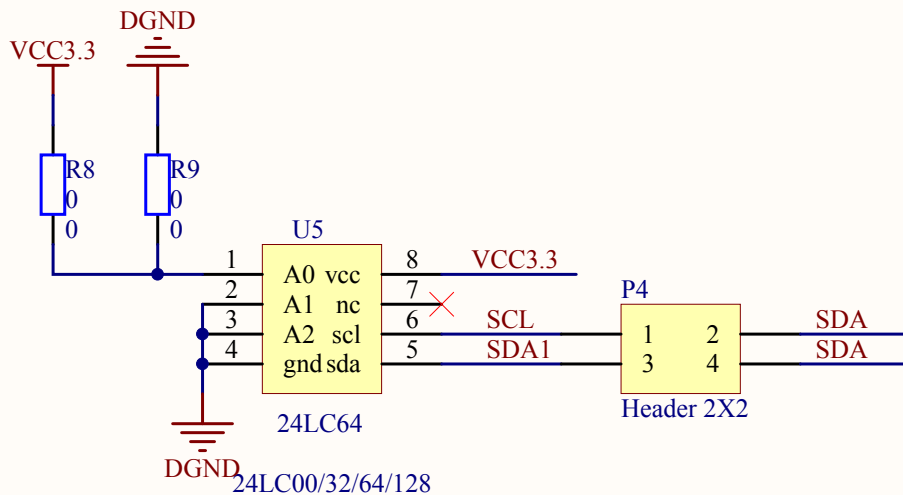 DGND
VCC3.3
R8
0
0
R9
0
0
U5
1 A0 vcc 8 VCC3.3
2 A1 nc 7
3 A2 scl 6 SCL
4 gnd sda 5 SDA1
P4
1 2 SDA
3 4 SDA
Header 2X2
24LC64
DGND
24LC00/32/64/128